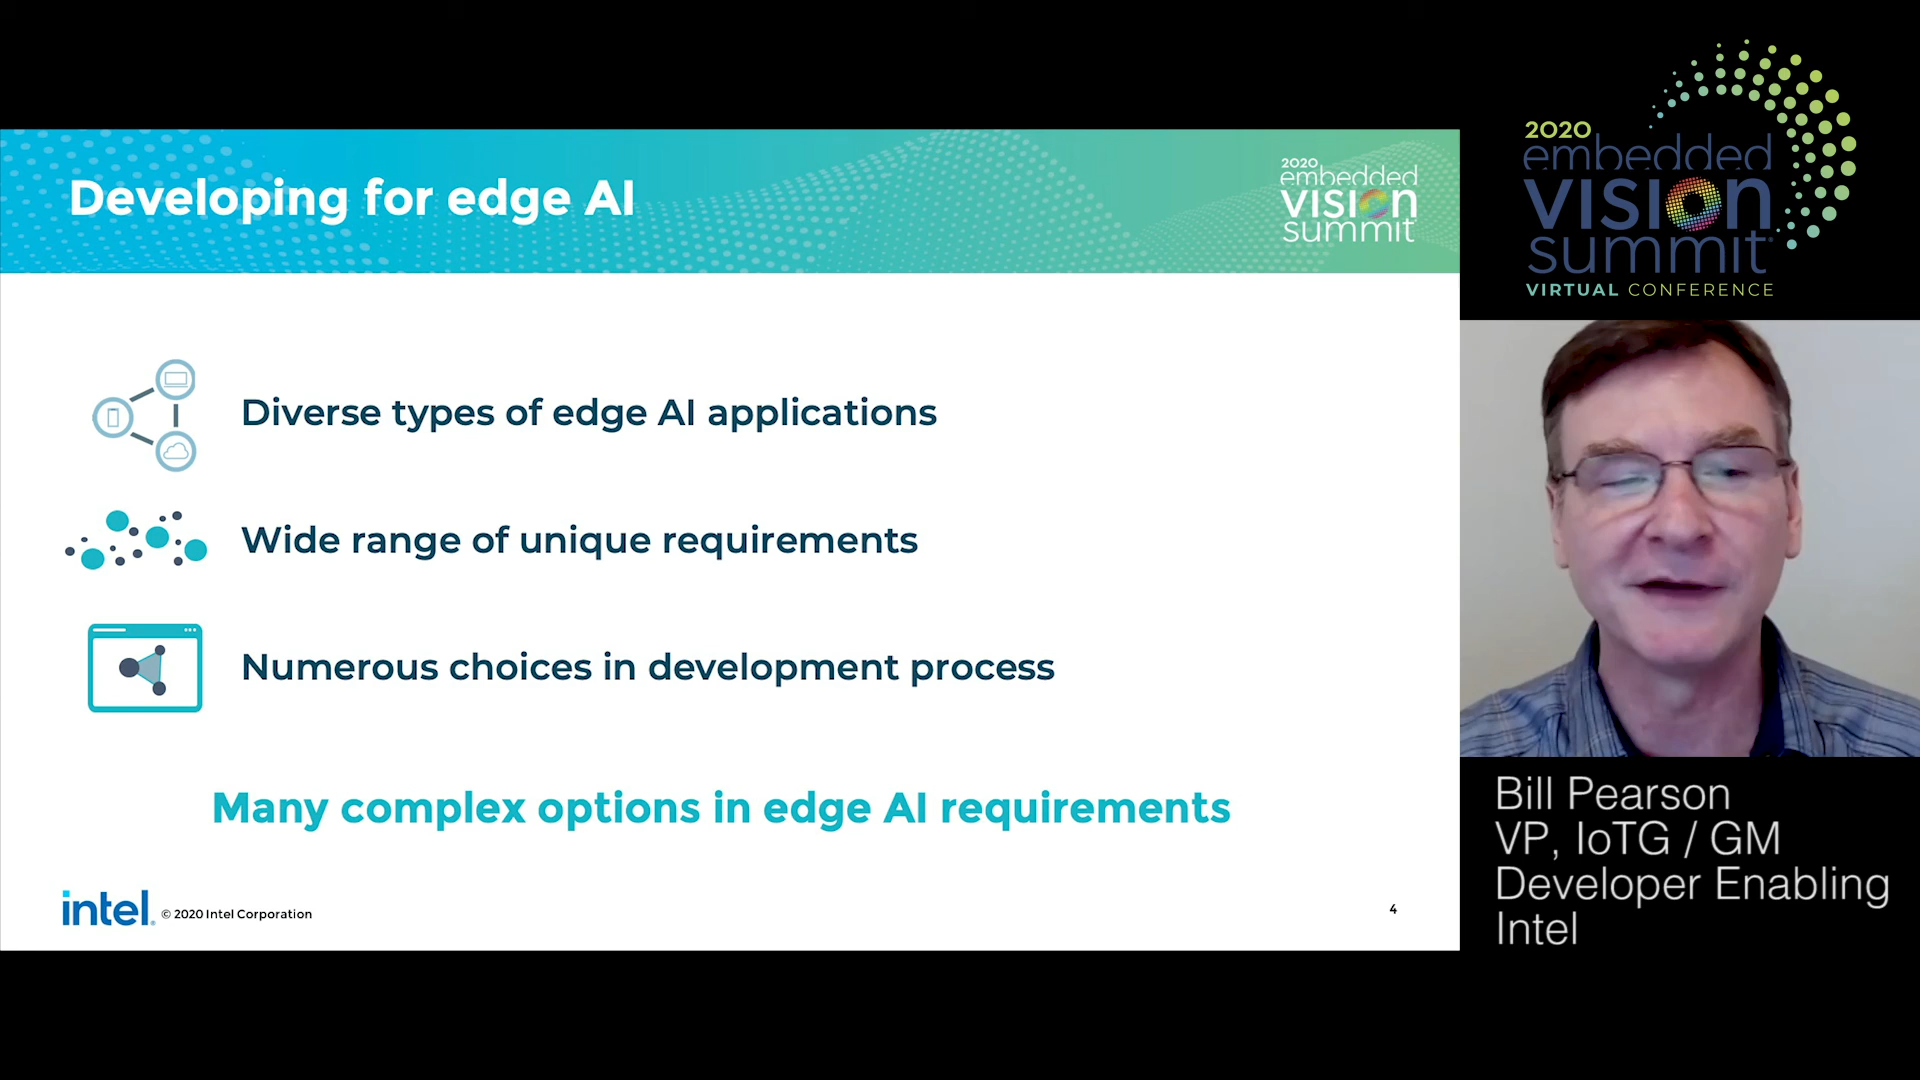 Developing for edge AI
2020
embedded
vision
summit
Diverse types of edge AI applications
Wide range of unique requirements
Numerous choices in development process
Many complex options in edge AI requirements
intel
© 2020 Intel Corporation
4
2020
embedded
vision
summit
VIRTUAL CONFERENCE
Bill Pearson
VP, IoTG / GM
Developer Enabling
Intel